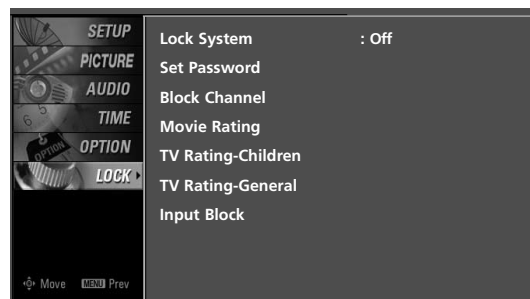 SETUP
PICTURE
AUDIO
TIME
OPTION
LOCK
Move MENU Prev
Lock System : Off
Set Password
Block Channel
Movie Rating
TV Rating-Children
TV Rating-General
Input Block